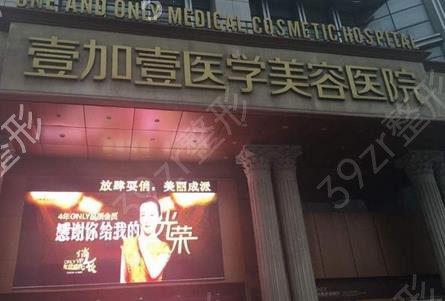 ONE AND ONE MEDICAL COSMETIC HOSPITAL
壹加壹医学美容医院
放肆耍俏，美丽成派
4年ONLY品质会员
感谢你给我的光荣
39zr整形